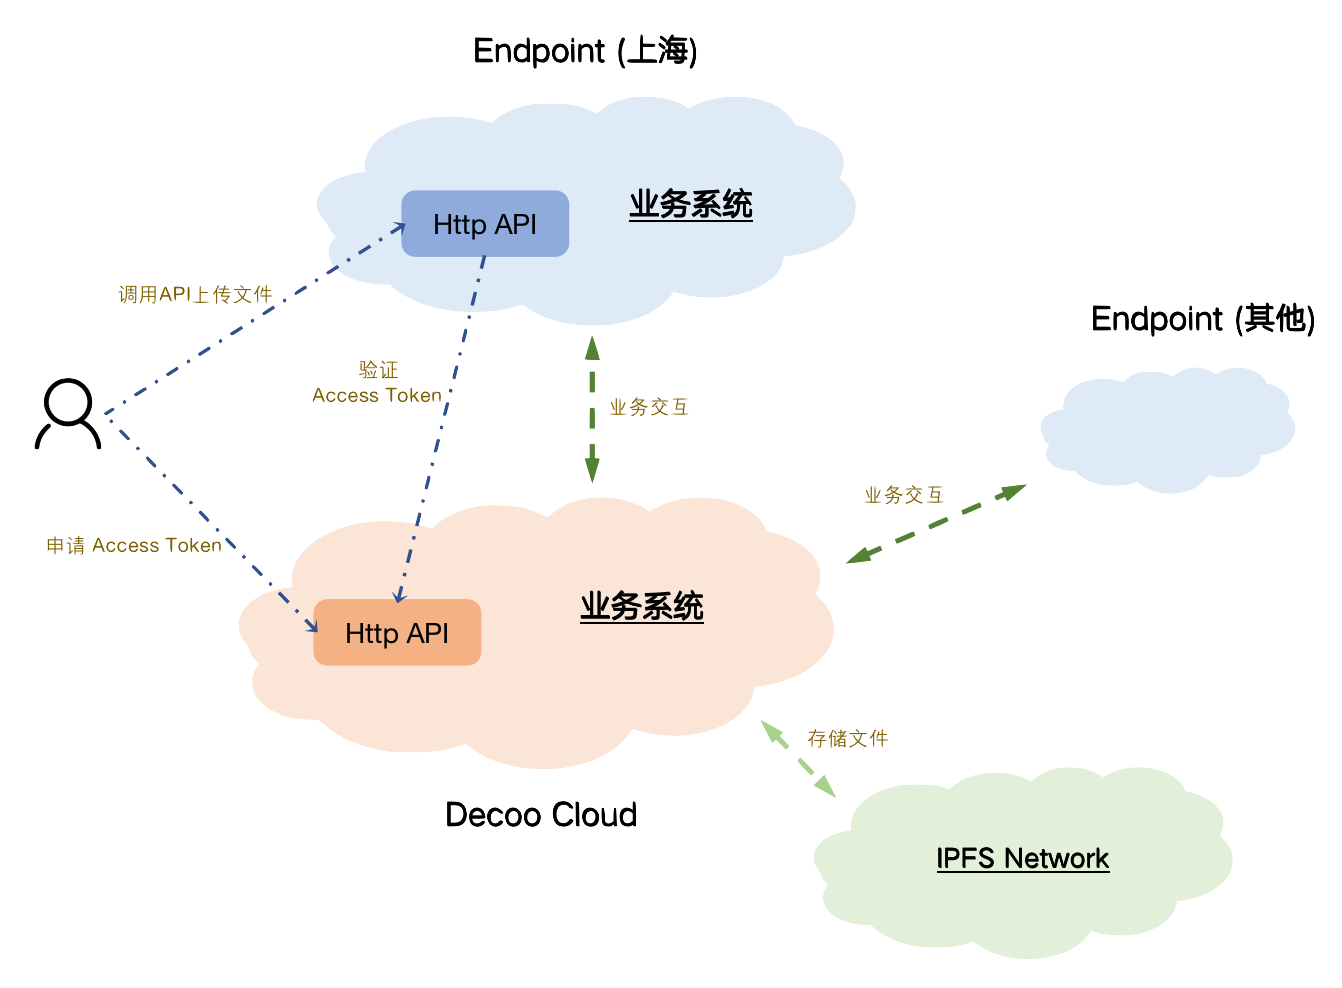 Endpoint (上海)
业务系统
Http API
调用API上传文件
Endpoint (其他)
验证
Access Token
业务交互
业务交互
申请 Access Token
业务系统
Http API
存储文件
Decoo Cloud
IPFS Network